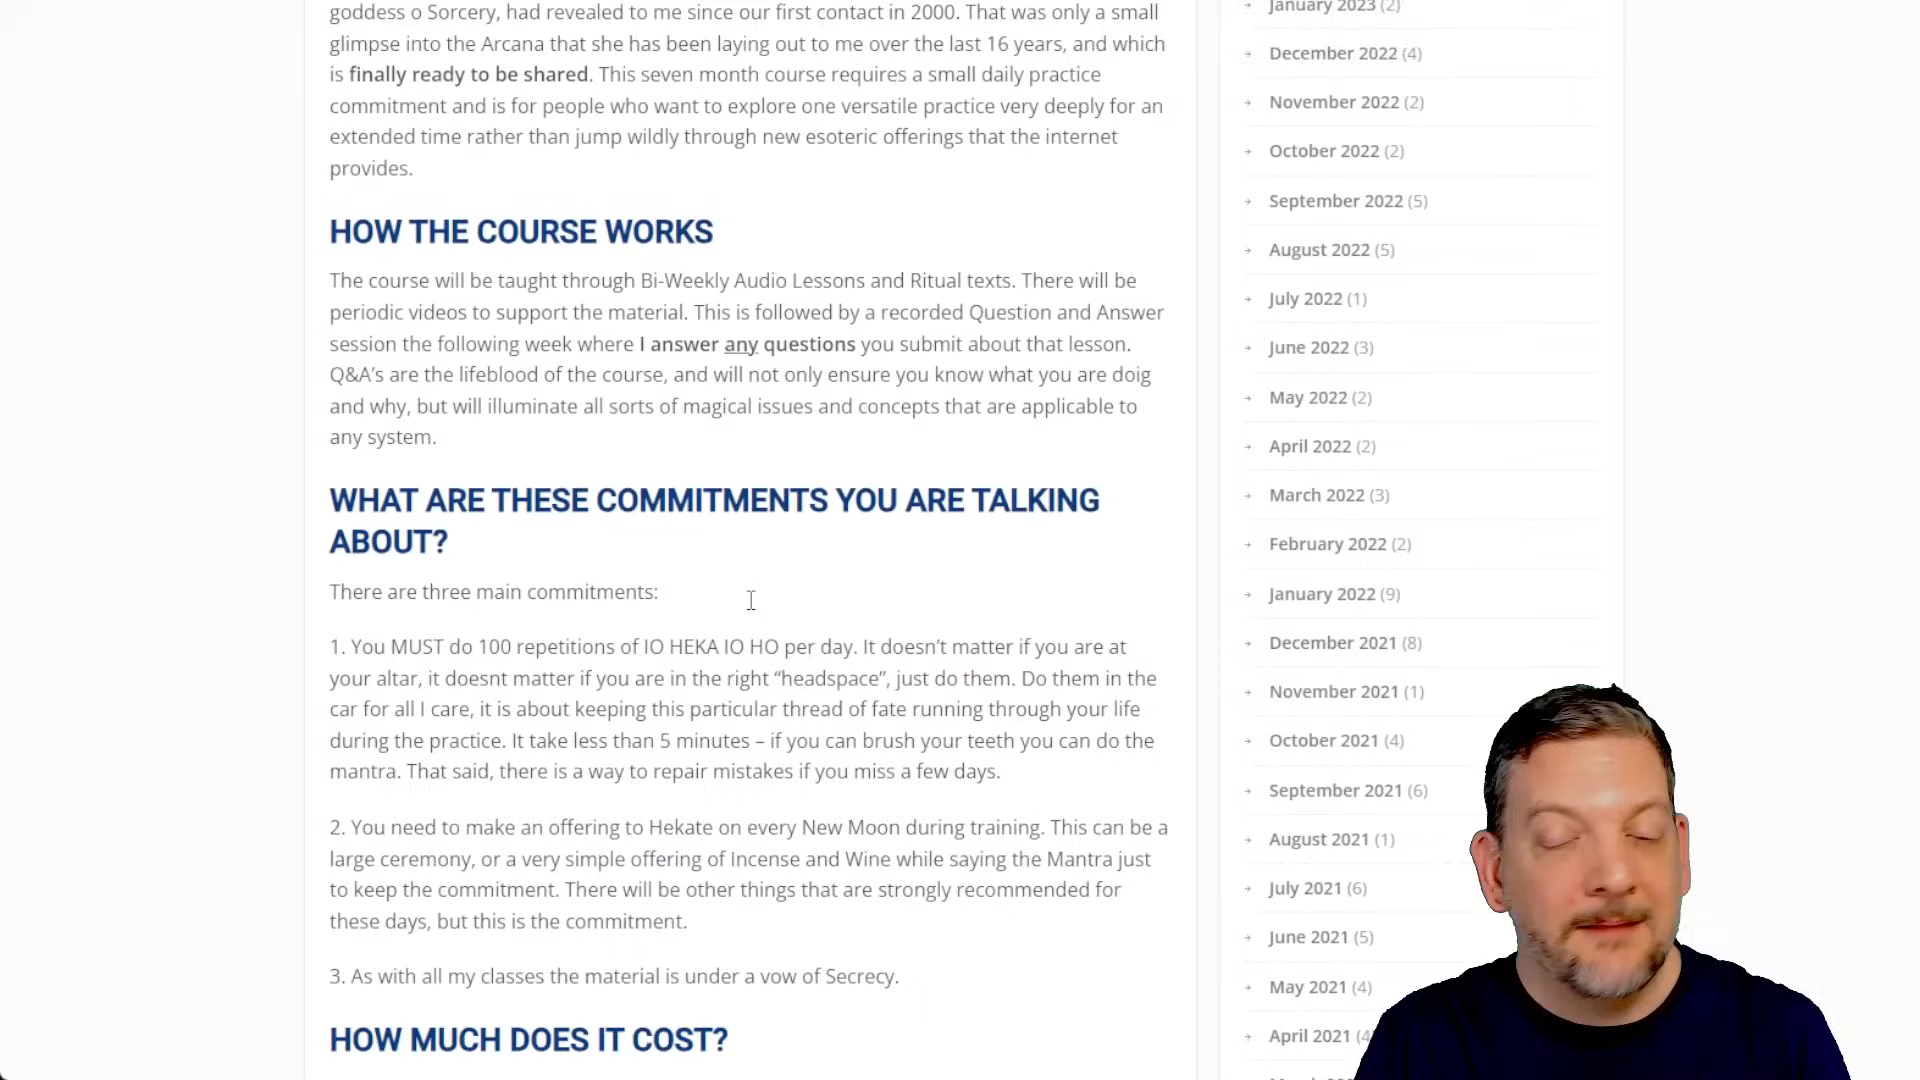 goddess o Sorcery, had revealed to me since our first contact in 2000. That was only a small
glimpse into the Arcana that she has been laying out to me over the last 16 years, and which
is finally ready to be shared. This seven month course requires a small daily practice
commitment and is for people who want to explore one versatile practice very deeply for an
extended time rather than jump wildly through new esoteric offerings that the internet
provides.
HOW THE COURSE WORKS
The course will be taught through Bi-Weekly Audio Lessons and Ritual texts. There will be
periodic videos to support the material. This is followed by a recorded Question and Answer
session the following week where I answer any questions you submit about that lesson.
Q&A’s are the lifeblood of the course, and will not only ensure you know what you are doig
and why, but will illuminate all sorts of magical issues and concepts that are applicable to
any system.
WHAT ARE THESE COMMITMENTS YOU ARE TALKING
ABOUT?
There are three main commitments:
1. You MUST do 100 repetitions of IO HEKA IO HO per day. It doesn’t matter if you are at
your altar, it doesnt matter if you are in the right “headspace”, just do them. Do them in the
car for all I care, it is about keeping this particular thread of fate running through your life
during the practice. It take less than 5 minutes – if you can brush your teeth you can do the
mantra. That said, there is a way to repair mistakes if you miss a few days.
2. You need to make an offering to Hekate on every New Moon during training. This can be a
large ceremony, or a very simple offering of Incense and Wine while saying the Mantra just
to keep the commitment. There will be other things that are strongly recommended for
these days, but this is the commitment.
3. As with all my classes the material is under a vow of Secrecy.
HOW MUCH DOES IT COST?
January 2023 (2)
December 2022 (4)
November 2022 (2)
October 2022 (2)
September 2022 (5)
August 2022 (5)
July 2022 (1)
June 2022 (3)
May 2022 (2)
April 2022 (2)
March 2022 (3)
February 2022 (2)
January 2022 (9)
December 2021 (8)
November 2021 (1)
October 2021 (4)
September 2021 (6)
August 2021 (1)
July 2021 (6)
June 2021 (5)
May 2021 (4)
April 2021 (4